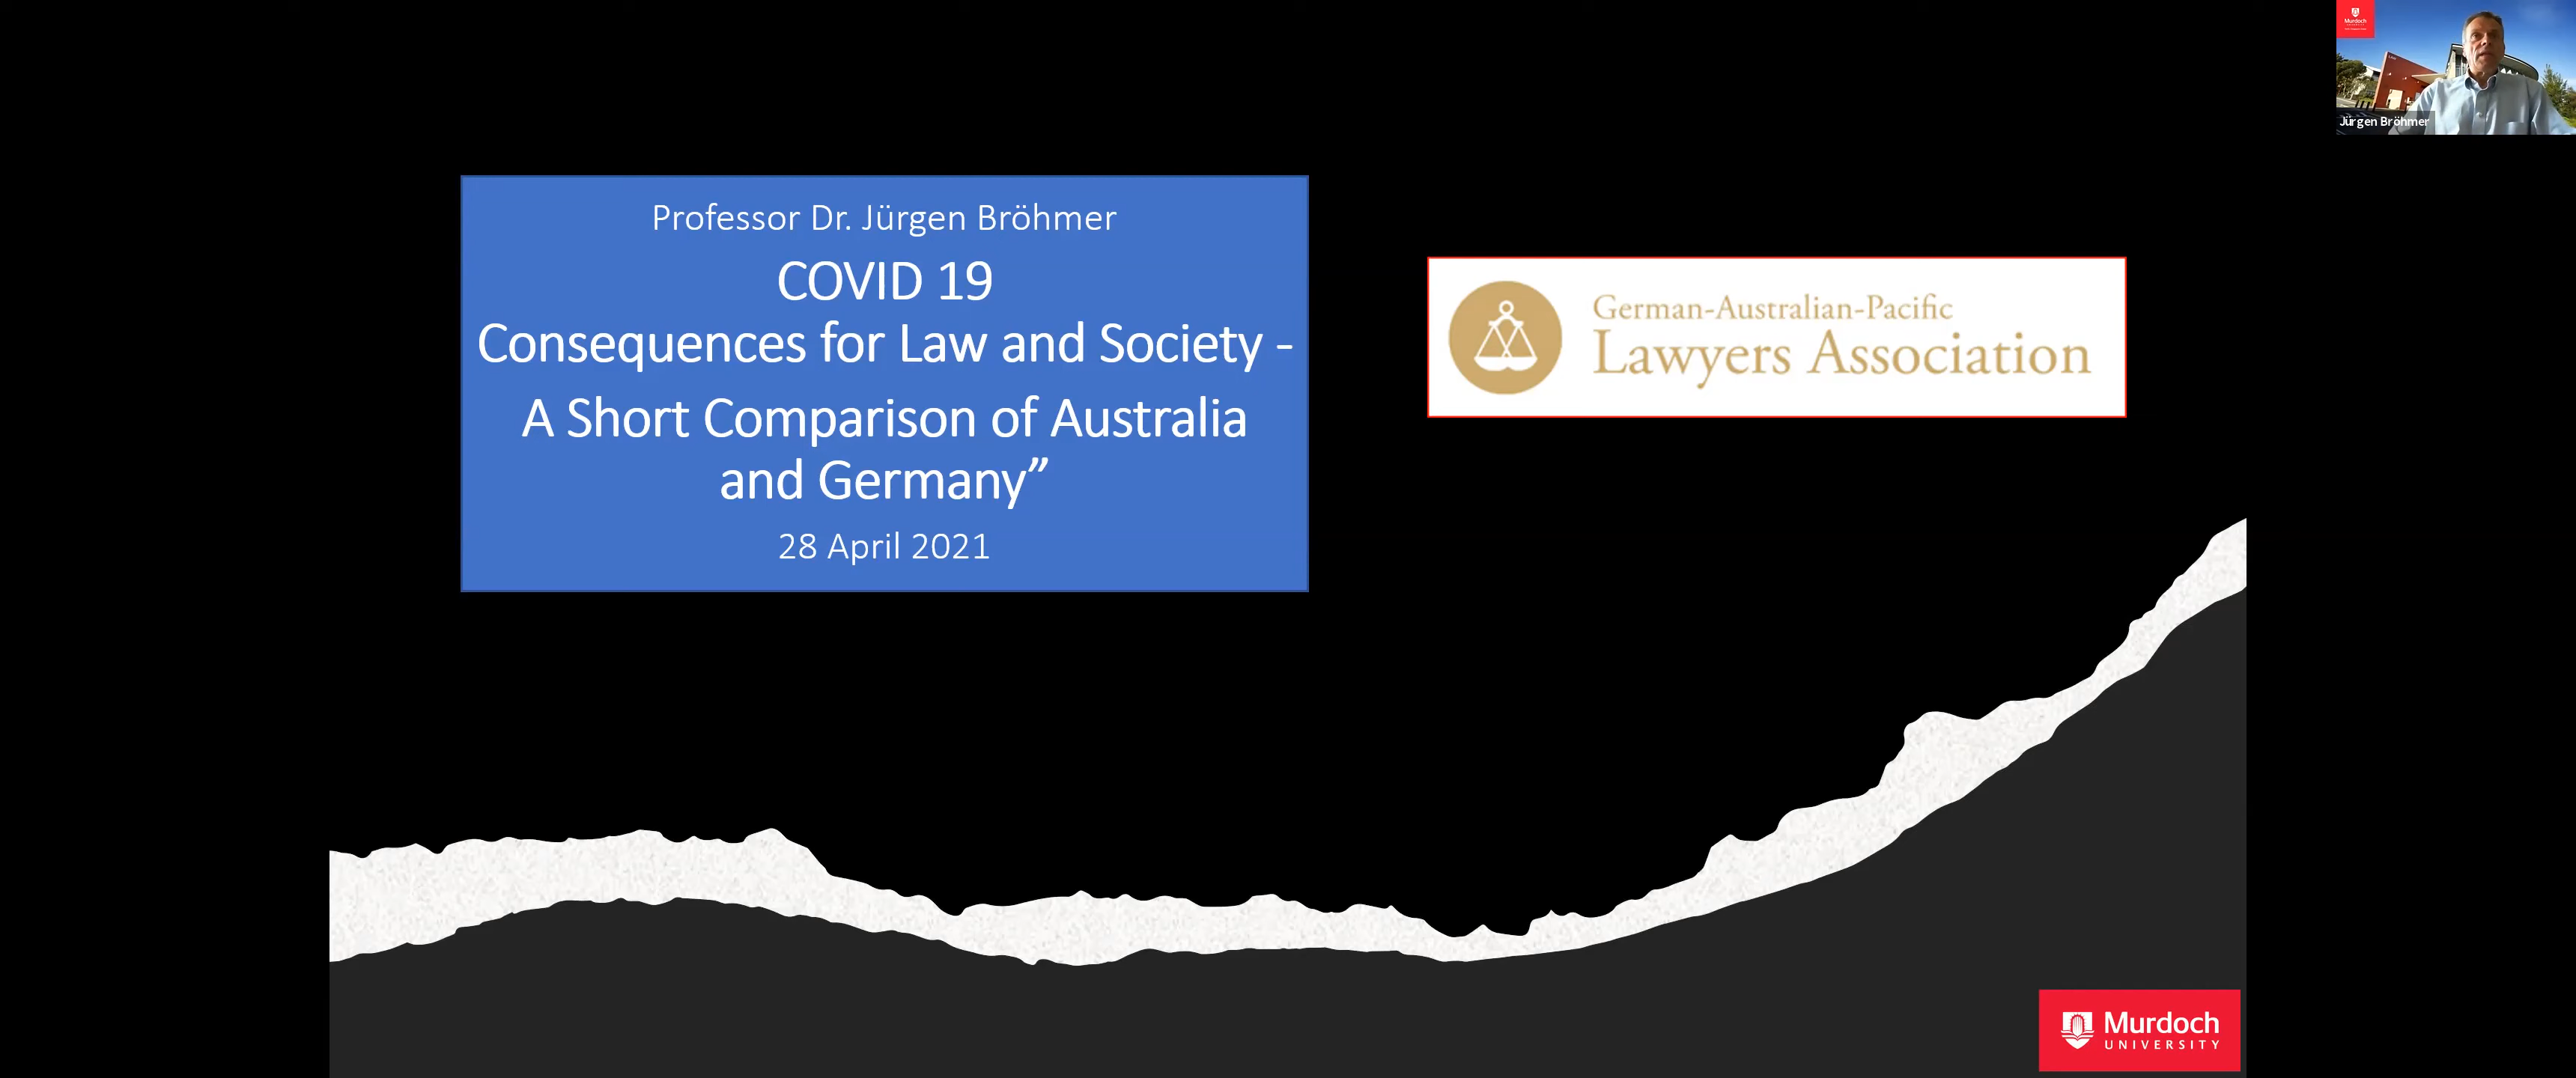 Professor Dr. Jürgen Bröhmer
COVID 19
Consequences for Law and Society -
A Short Comparison of Australia
and Germany”
28 April 2021
German-Australian-Pacific
Lawyers Association
Murdoch
Jürgen Bröhmer
Murdoch
UNIVERSITY